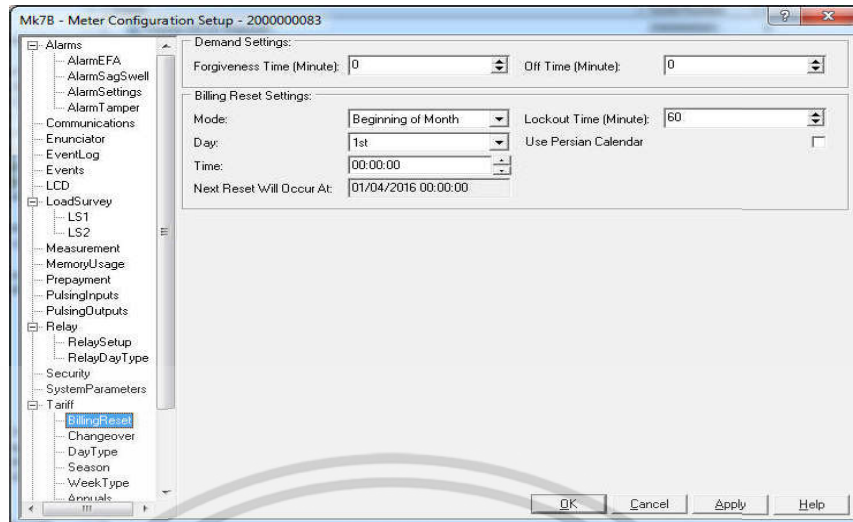 Mk7B - Meter Configuration Setup - 2000000083
Alarms
AlarmEFA
AlarmSagSwell
AlarmSettings
AlarmTamper
Communications
Enunciator
EventLog
Events
LCD
LoadSurvey
LS1
LS2
Measurement
MemoryUsage
Prepayment
PulsingInputs
PulsingOutputs
Relay
RelaySetup
RelayDayType
Security
SystemParameters
Tariff
BillingReset
Changeover
DayType
Season
WeekType
Annuals
Demand Settings:
Forgiveness Time (Minute): 0 Off Time (Minute): 0
Billing Reset Settings:
Mode: Beginning of Month Lockout Time (Minute): 60
Day: 1st Use Persian Calendar
Time: 00:00:00
Next Reset Will Occur At: 01/04/2016 00:00:00
OK Cancel Apply Help